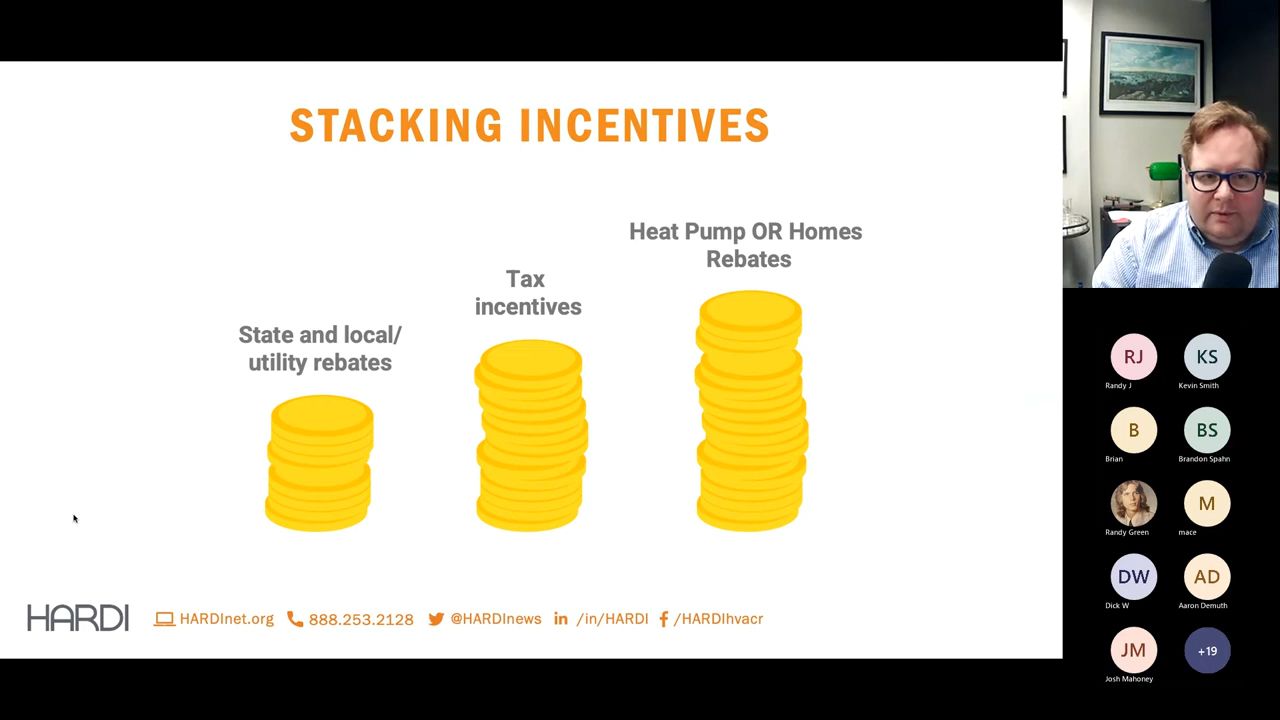 STACKING INCENTIVES
Heat Pump OR Homes
Rebates
Tax
incentives
State and local/
utility rebates
HARDI
HARDInet.org
888.253.2128
@HARDInews
in /in/HARDI
/HARDIhvacr
RJ
Randy J
KS
Kevin Smith
B
Brian
BS
Brandon Spahn
Randy Green
M
mace
DW
Dick W
AD
Aaron Demuth
JM
Josh Mahoney
+19